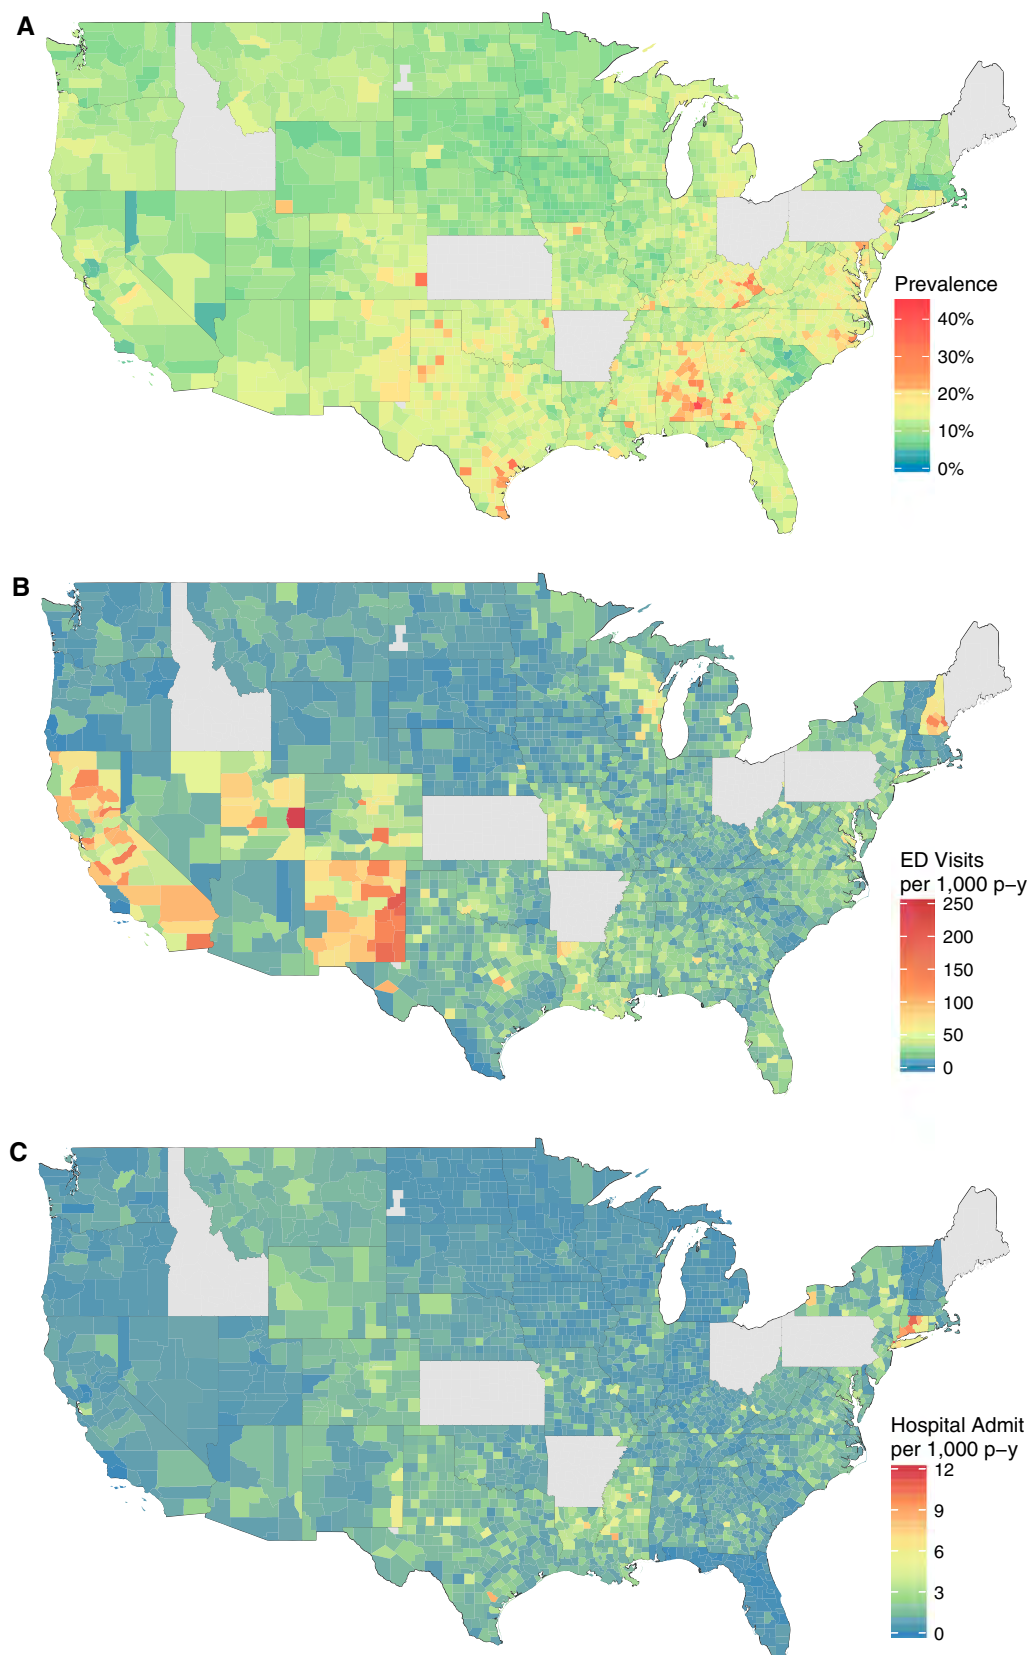 A
Prevalence
40%
30%
20%
10%
0%
B
ED Visits
per 1,000 p−y
250
200
150
100
50
0
C
Hospital Admit
per 1,000 p−y
12
9
6
3
0